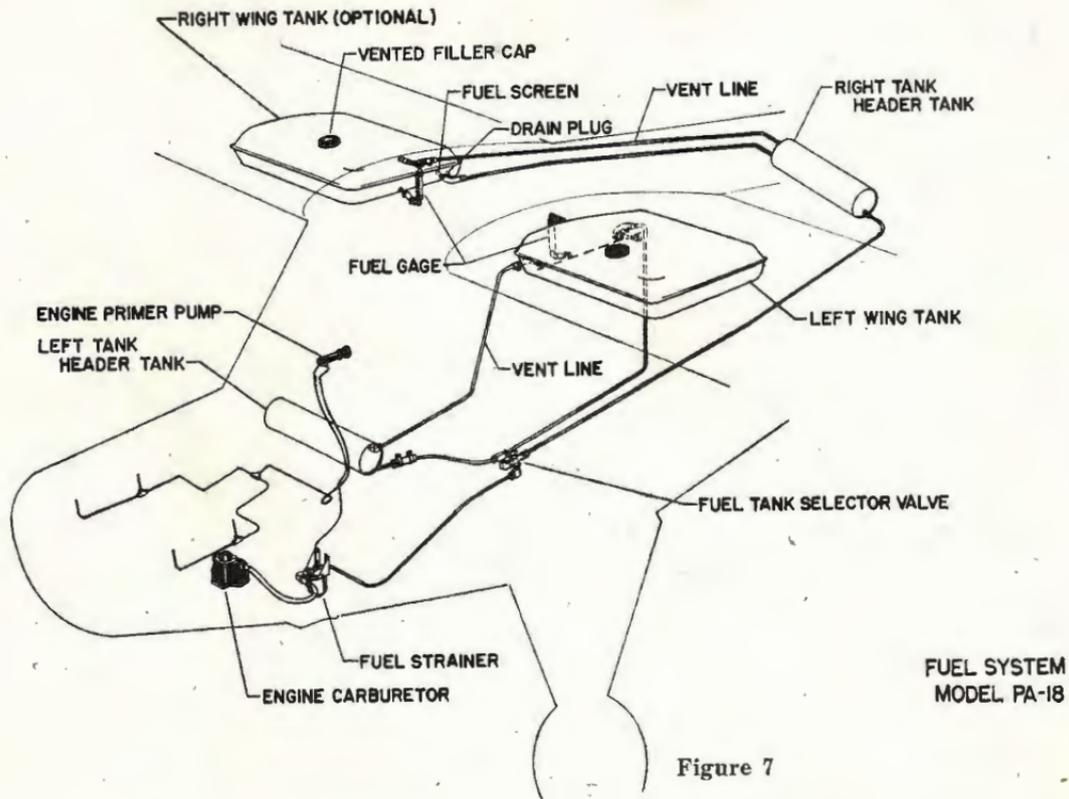 RIGHT WING TANK (OPTIONAL)
VENTED FILLER CAP
FUEL SCREEN
VENT LINE
RIGHT TANK
HEADER TANK
DRAIN PLUG
FUEL GAGE
ENGINE PRIMER PUMP
LEFT WING TANK
LEFT TANK
HEADER TANK
VENT LINE
FUEL TANK SELECTOR VALVE
FUEL STRAINER
ENGINE CARBURETOR
FUEL SYSTEM
MODEL PA-18
Figure 7